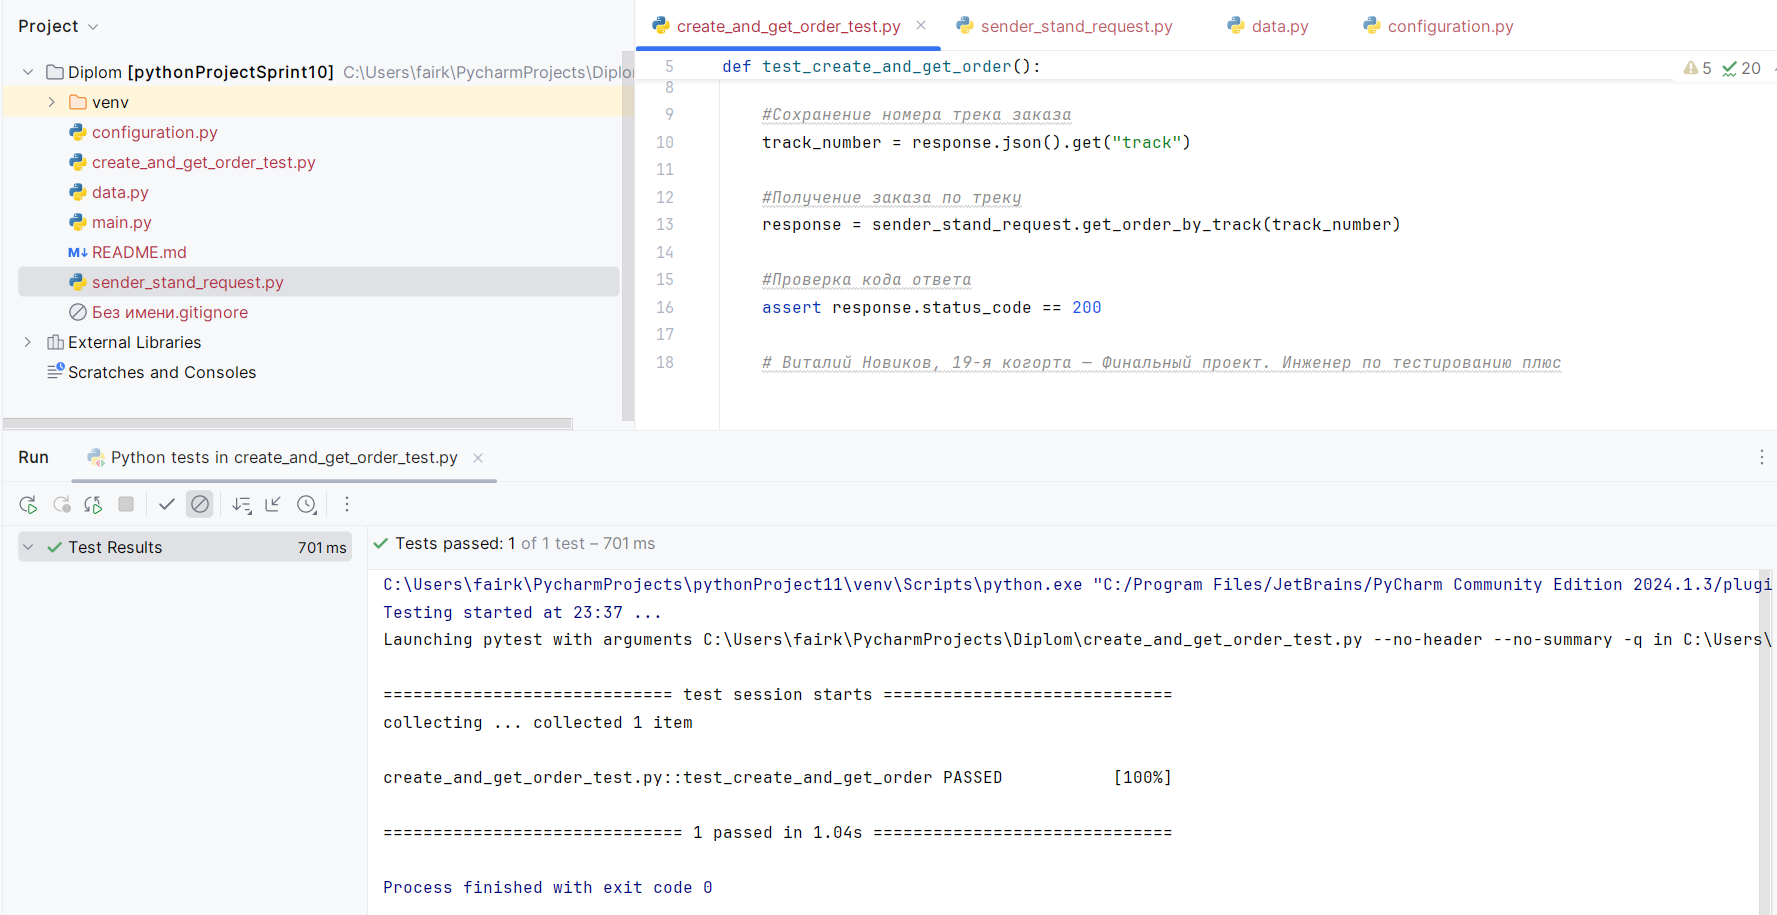 Project
Diplom [pythonProjectSprint10] C:\Users\fairk\PycharmProjects\Diplo
venv
configuration.py
create_and_get_order_test.py
data.py
main.py
README.md
sender_stand_request.py
Без имени.gitignore
External Libraries
Scratches and Consoles
create_and_get_order_test.py sender_stand_request.py data.py configuration.py
5 def test_create_and_get_order(): 5 20
8
9 #Сохранение номера трека заказа
10 track_number = response.json().get("track")
11
12 #Получение заказа по треку
13 response = sender_stand_request.get_order_by_track(track_number)
14
15 #Проверка кода ответа
16 assert response.status_code == 200
17
18 # Виталий Новиков, 19-я когорта — Финальный проект. Инженер по тестированию плюс
Run Python tests in create_and_get_order_test.py
Test Results 701 ms
Tests passed: 1 of 1 test – 701 ms
C:\Users\fairk\PycharmProjects\pythonProject11\venv\Scripts\python.exe "C:/Program Files/JetBrains/PyCharm Community Edition 2024.1.3/plugi
Testing started at 23:37 ...
Launching pytest with arguments C:\Users\fairk\PycharmProjects\Diplom\create_and_get_order_test.py --no-header --no-summary -q in C:\Users\
============================= test session starts =============================
collecting ... collected 1 item
create_and_get_order_test.py::test_create_and_get_order PASSED [100%]
============================== 1 passed in 1.04s ==============================
Process finished with exit code 0